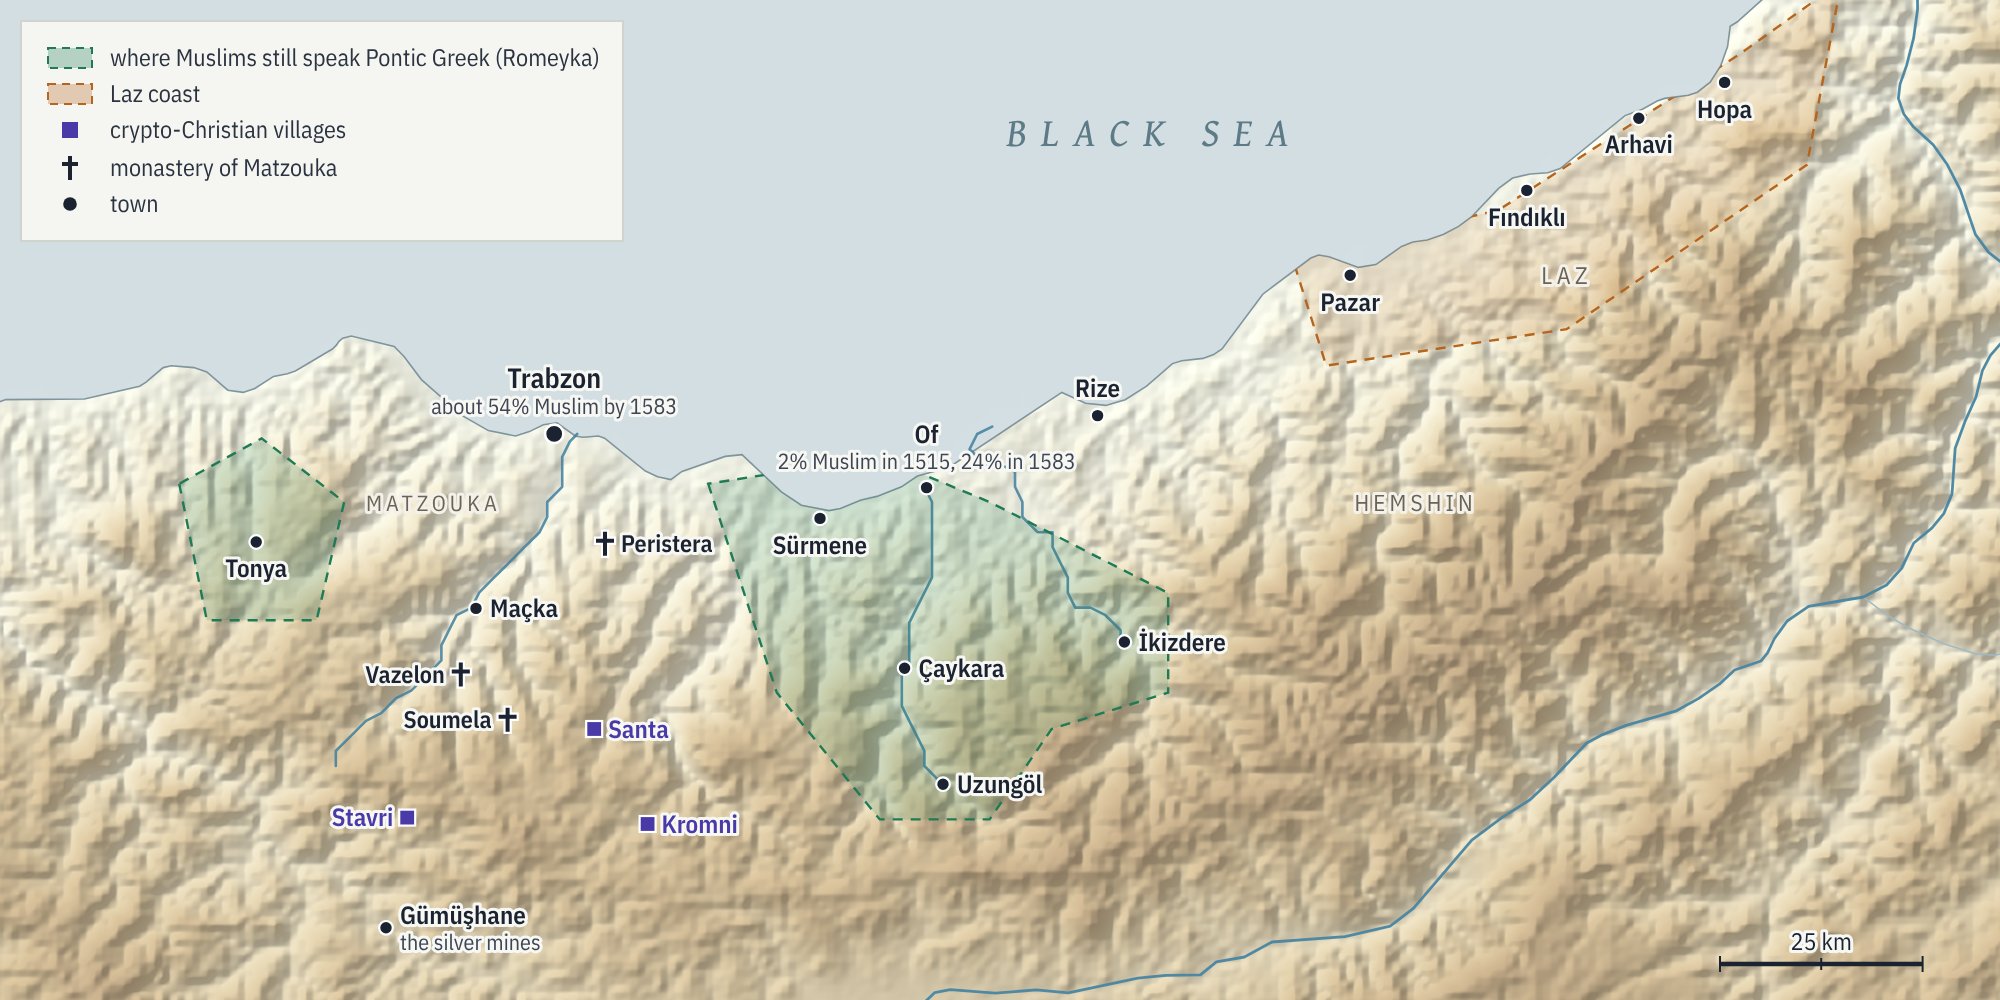 where Muslims still speak Pontic Greek (Romeyka)
Laz coast
crypto-Christian villages
monastery of Matzouka
town
BLACK SEA
Hopa
Arhavi
Fındıklı
LAZ
Pazar
Trabzon
about 54% Muslim by 1583
Rize
Of
2% Muslim in 1515, 24% in 1583
MATZOUKA
HEMSHIN
Peristera
Sürmene
Tonya
Maçka
İkizdere
Vazelon
Çaykara
Soumela
Santa
Uzungöl
Stavri
Kromni
Gümüşhane
the silver mines
25 km